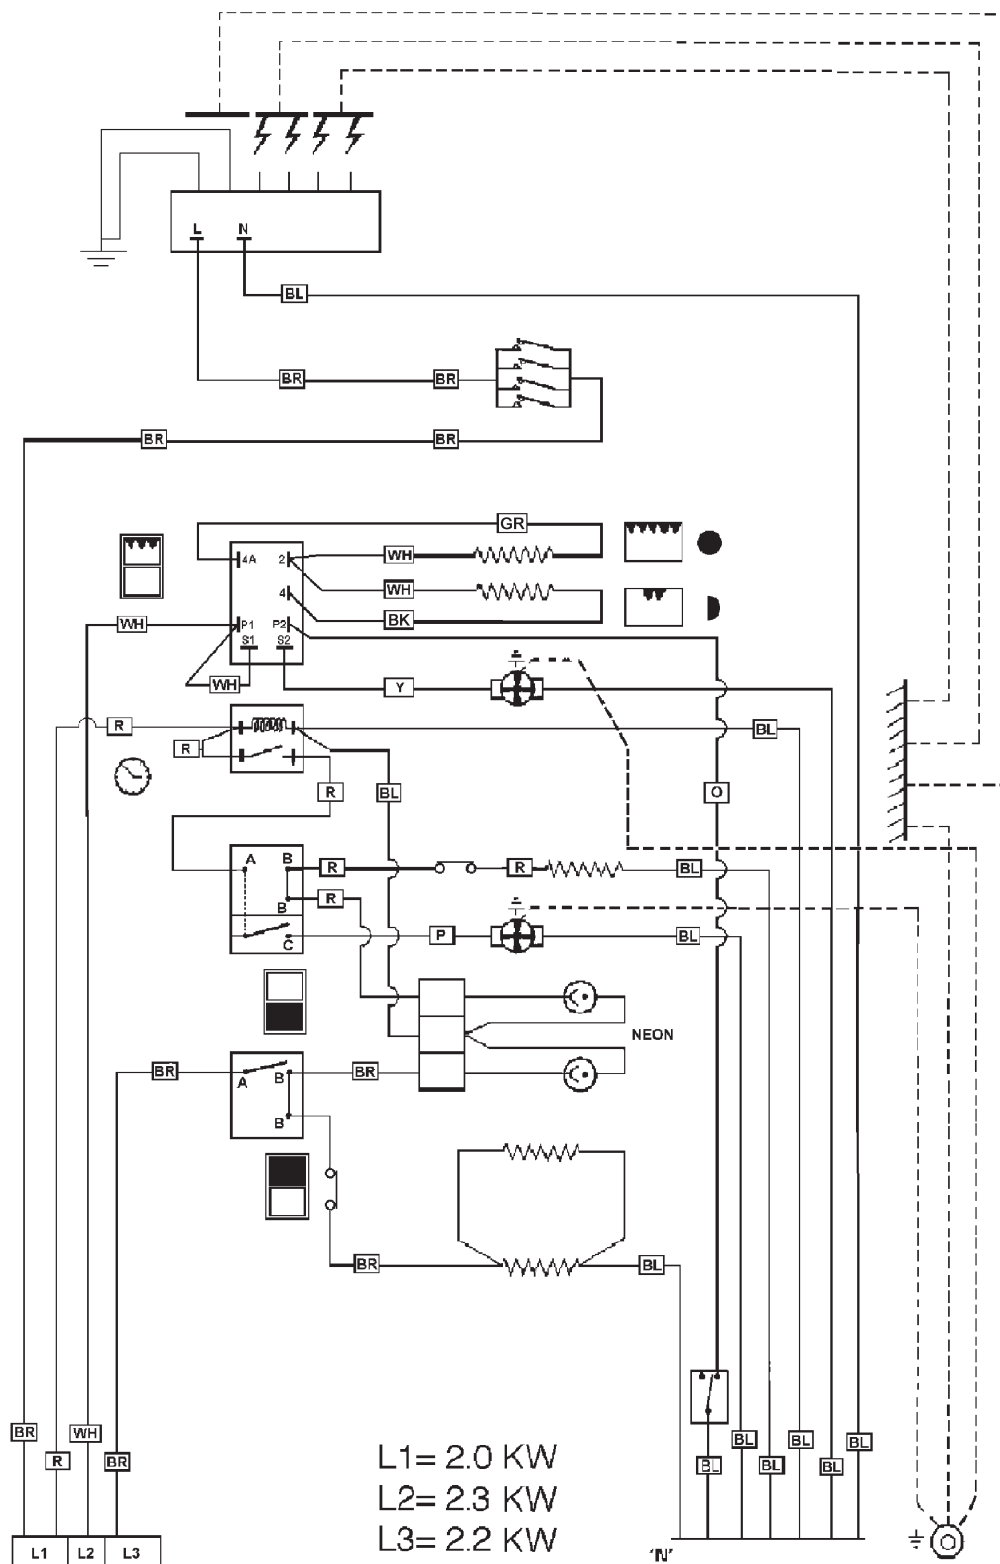 L N
BL
BR BR
BR BR
GR
4A 2 WH
WH
4
BK
WH P1 P2
S1 S2
WH Y
R BL
R
R BL O
A B R R BL
B R
C P BL
NEON
BR A B BR
B
BR BL
BR WH BL BL BL
R BR BL BL BL
L1= 2.0 KW
L2= 2.3 KW
L3= 2.2 KW
L1 L2 L3 'N'